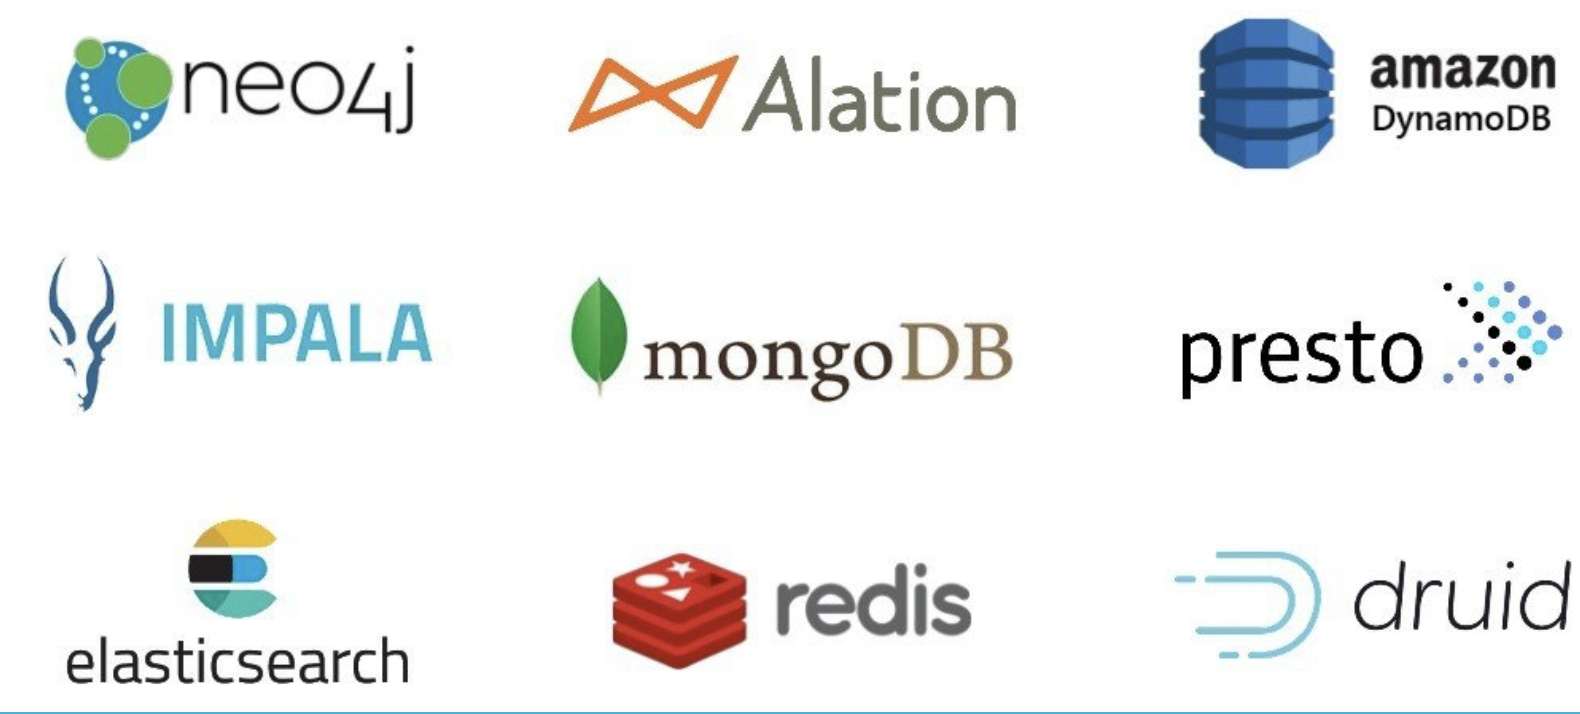 neo4j
Alation
amazon
DynamoDB
IMPALA
mongoDB
presto
elasticsearch
redis
druid